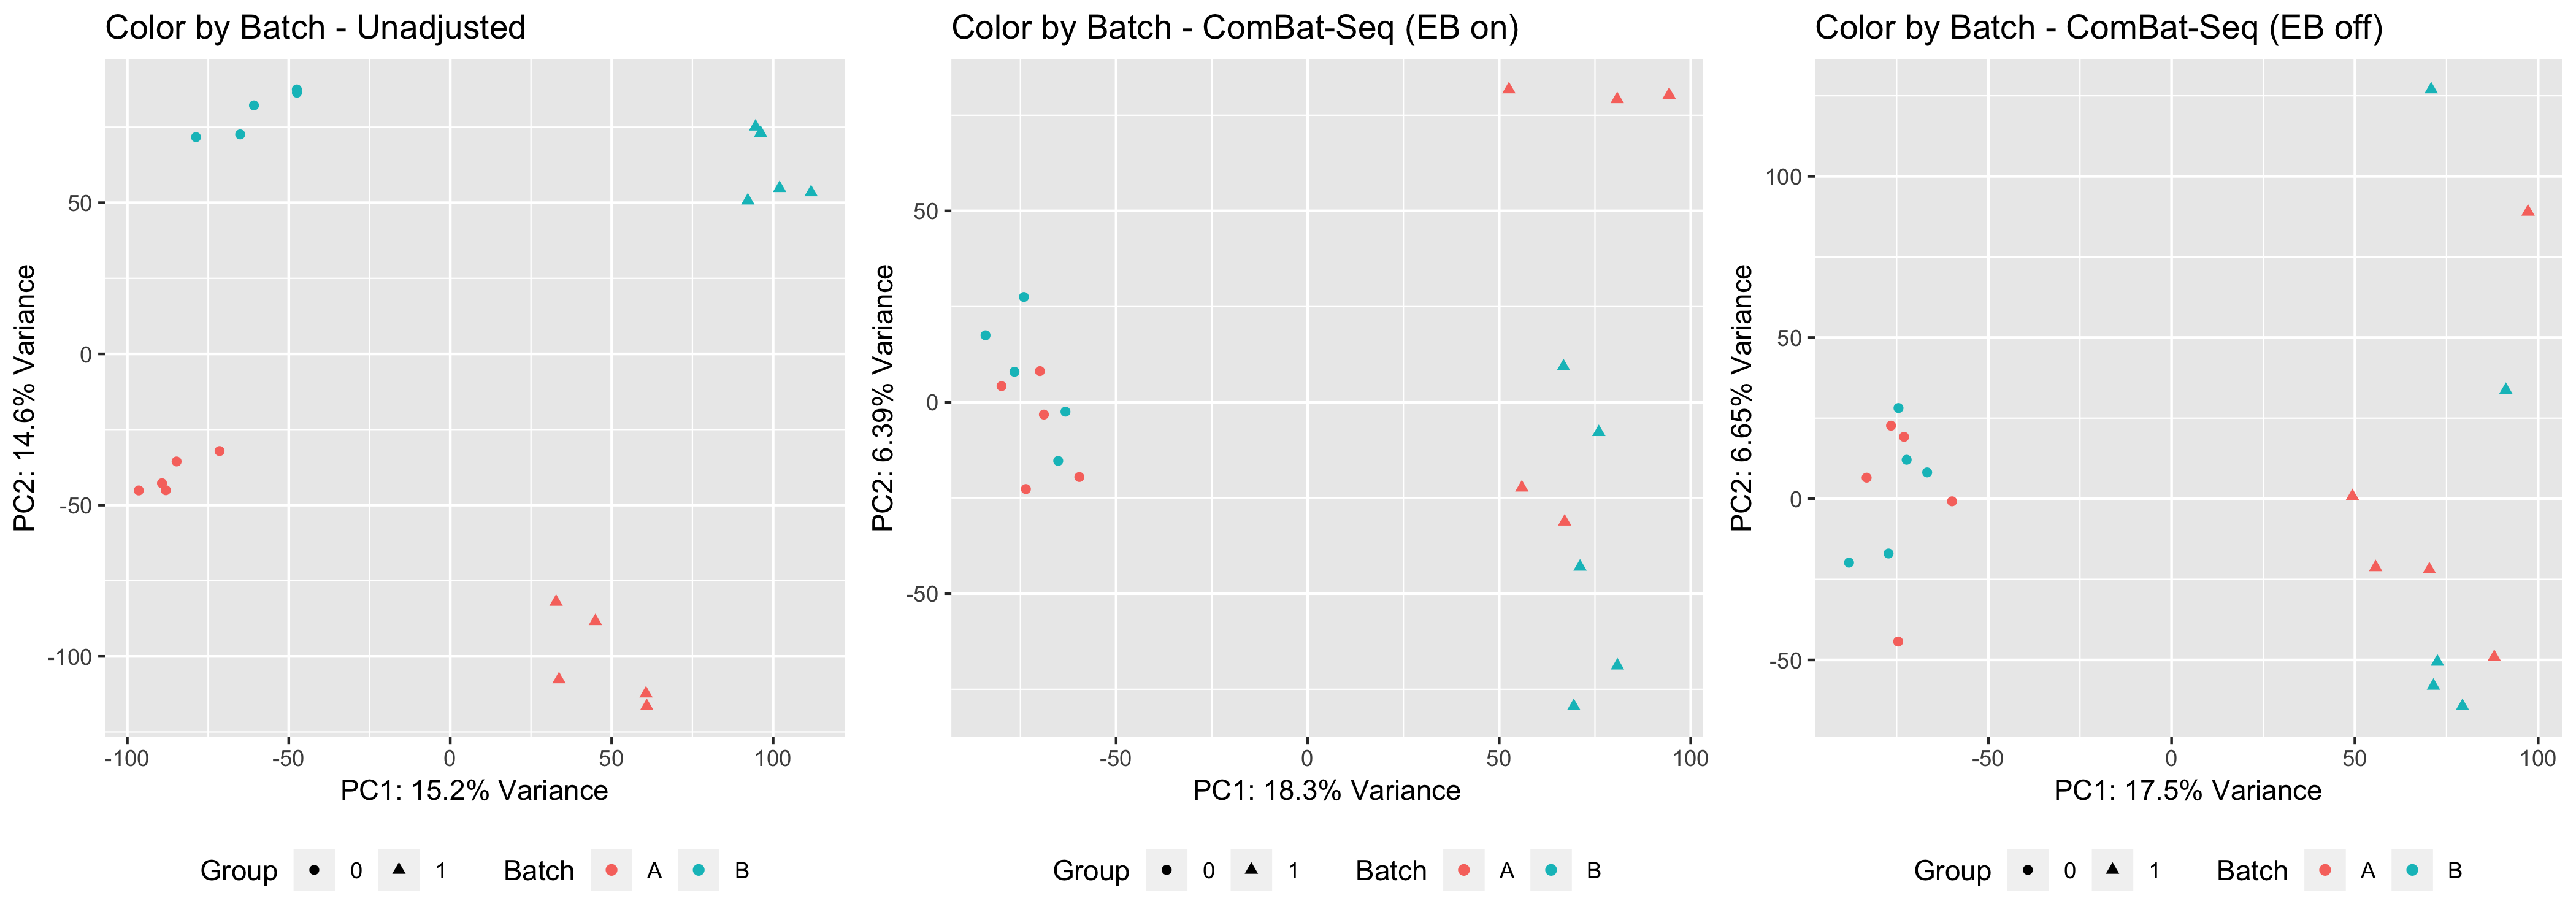 Color by Batch - Unadjusted
PC2: 14.6% Variance
50
0
-50
-100
-100 -50 0 50 100
PC1: 15.2% Variance
Group 0 1 Batch A B
Color by Batch - ComBat-Seq (EB on)
PC2: 6.39% Variance
50
0
-50
-50 0 50 100
PC1: 18.3% Variance
Group 0 1 Batch A B
Color by Batch - ComBat-Seq (EB off)
PC2: 6.65% Variance
100
50
0
-50
-50 0 50 100
PC1: 17.5% Variance
Group 0 1 Batch A B